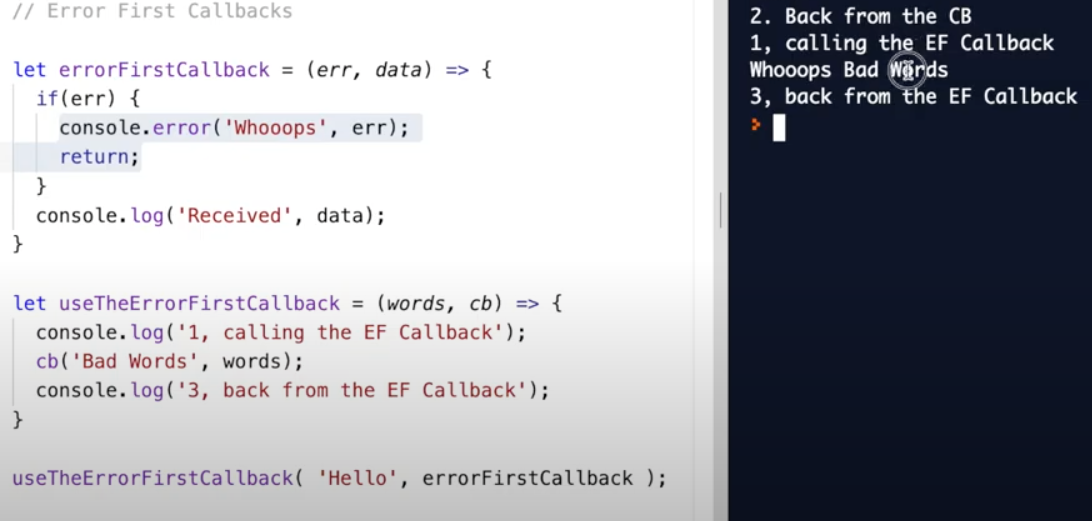 // Error First Callbacks
let errorFirstCallback = (err, data) => {
if(err) {
console.error('Whooops', err);
return;
}
console.log('Received', data);
}
let useTheErrorFirstCallback = (words, cb) => {
console.log('1, calling the EF Callback');
cb('Bad Words', words);
console.log('3, back from the EF Callback');
}
useTheErrorFirstCallback( 'Hello', errorFirstCallback );
2. Back from the CB
1, calling the EF Callback
Whooops Bad Words
3, back from the EF Callback
>